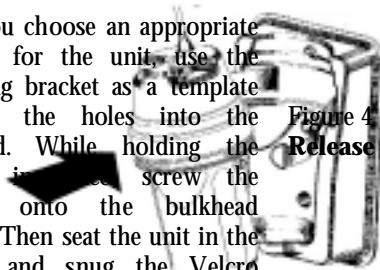 ou choose an appropriate
for the unit, use the
g bracket as a template
the holes into the
d. While holding the
screw the
onto the bulkhead
Then seat the unit in the
and snug the Velcro
Figure 4
Release